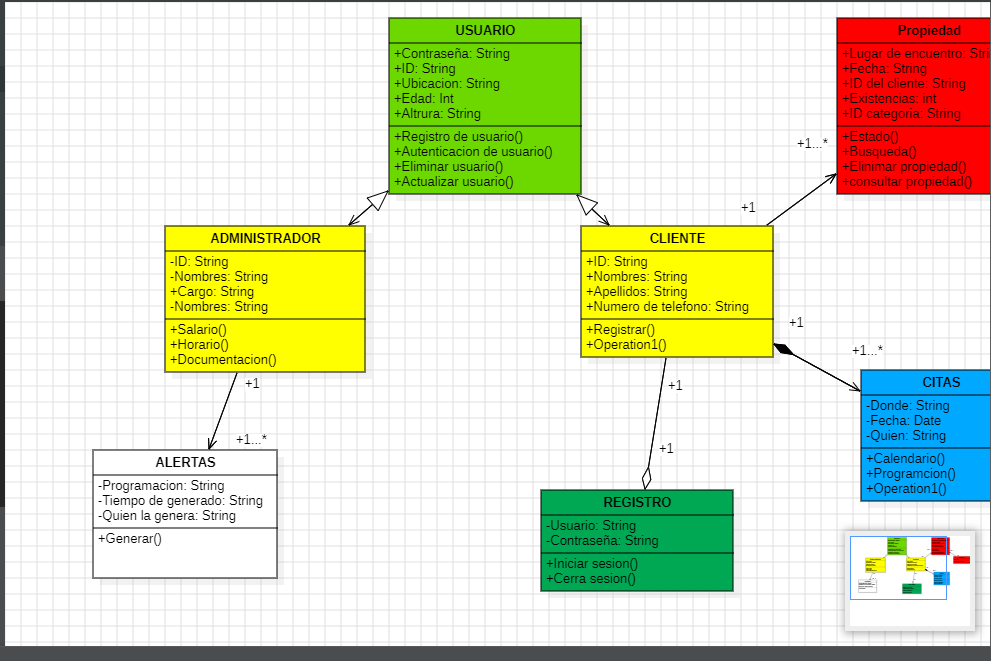 USUARIO
+Contraseña: String
+ID: String
+Ubicacion: String
+Edad: Int
+Altrura: String
+Registro de usuario()
+Autenticacion de usuario()
+Eliminar usuario()
+Actualizar usuario()
Propiedad
+Lugar de encuentro: Stri
+Fecha: String
+ID del cliente: String
+Existencias: int
+ID categoria: String
+Estado()
+Busqueda()
+Elinimar propiedad()
+consultar propiedad()
+1...*
+1
ADMINISTRADOR
-ID: String
-Nombres: String
+Cargo: String
-Nombres: String
+Salario()
+Horario()
+Documentacion()
CLIENTE
+ID: String
+Nombres: String
+Apellidos: String
+Numero de telefono: String
+Registrar()
+Operation1()
+1
+1...*
CITAS
-Donde: String
-Fecha: Date
-Quien: String
+Calendario()
+Programcion()
+Operation1()
+1
+1...*
ALERTAS
-Programacion: String
-Tiempo de generado: String
-Quien la genera: String
+Generar()
+1
+1
REGISTRO
-Usuario: String
-Contraseña: String
+Iniciar sesion()
+Cerra sesion()